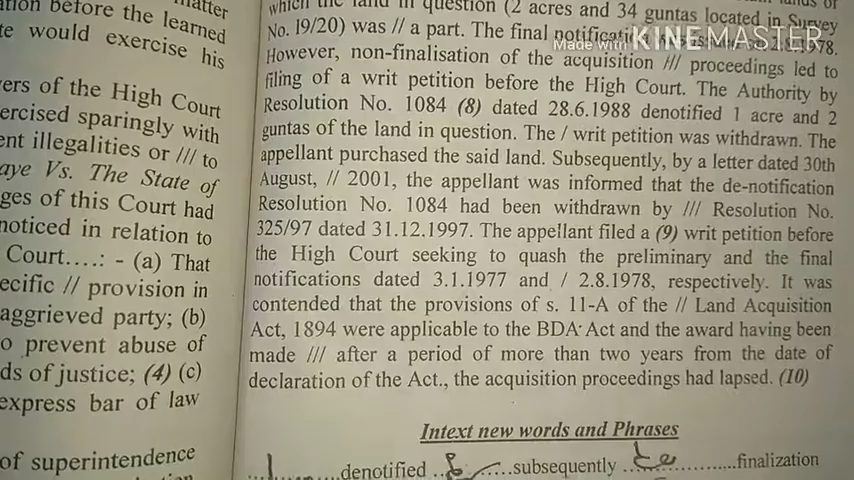 matter
ation before the learned
te would exercise his
ers of the High Court
ercised sparingly with
ent illegalities or /// to
aye Vs. The State of
ges of this Court had
noticed in relation to
Court....: - (a) That
ecific // provision in
aggrieved party; (b)
o prevent abuse of
ds of justice; (4) (c)
express bar of law
of superintendence
which the land in question (2 acres and 34 guntas located in Survey
No. 19/20) was // a part. The final notificati 2.8.1978.
However, non-finalisation of the acquisition /// proceedings led to
filing of a writ petition before the High Court. The Authority by
Resolution No. 1084 (8) dated 28.6.1988 denotified 1 acre and 2
guntas of the land in question. The / writ petition was withdrawn. The
appellant purchased the said land. Subsequently, by a letter dated 30th
August, // 2001, the appellant was informed that the de-notification
Resolution No. 1084 had been withdrawn by /// Resolution No.
325/97 dated 31.12.1997. The appellant filed a (9) writ petition before
the High Court seeking to quash the preliminary and the final
notifications dated 3.1.1977 and / 2.8.1978, respectively. It was
contended that the provisions of s. 11-A of the // Land Acquisition
Act, 1894 were applicable to the BDA Act and the award having been
made /// after a period of more than two years from the date of
declaration of the Act., the acquisition proceedings had lapsed. (10)
Intext new words and Phrases
denotified subsequently finalization
Made with KINEMASTER